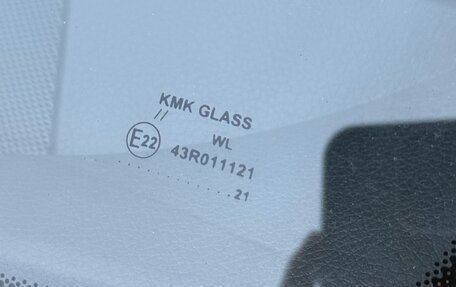 KMK GLASS
//
WL
E22 43R011121
. . . . . . . . . . . . . 21